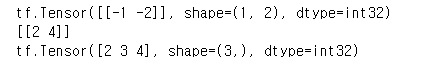 tf.Tensor([[-1 -2]], shape=(1, 2), dtype=int32)
[[2 4]]
tf.Tensor([2 3 4], shape=(3,), dtype=int32)